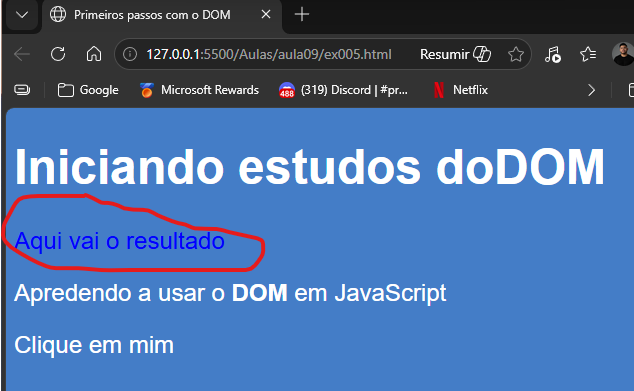 Primeiros passos com o DOM
127.0.0.1:5500/Aulas/aula09/ex005.html
Resumir
Google
Microsoft Rewards
488
(319) Discord | #pr...
Netflix
Iniciando estudos doDOM
Aqui vai o resultado
Apredendo a usar o DOM em JavaScript
Clique em mim